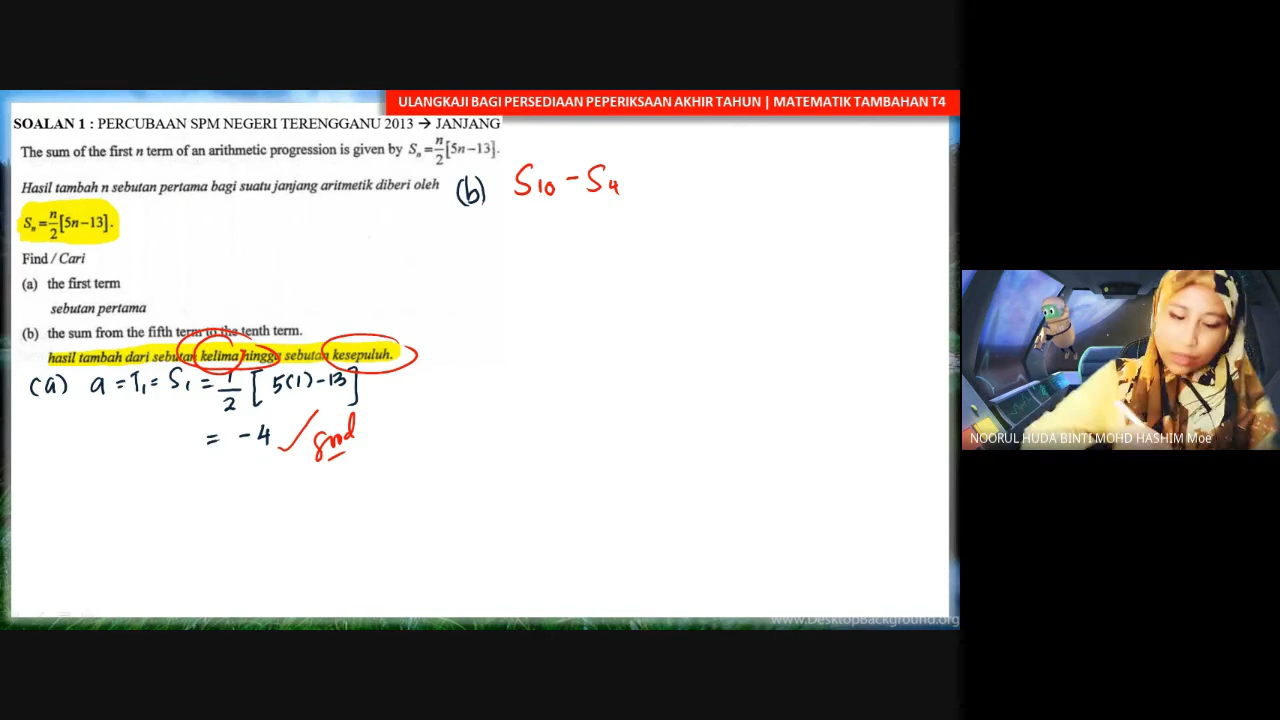 ULANGKAJI BAGI PERSEDIAAN PEPERIKSAAN AKHIR TAHUN | MATEMATIK TAMBAHAN T4
SOALAN 1 : PERCUBAAN SPM NEGERI TERENGGANU 2013 → JANJANG
The sum of the first n term of an arithmetic progression is given by Sₙ = n/2 [5n−13].
Hasil tambah n sebutan pertama bagi suatu janjang aritmetik diberi oleh
Sₙ = n/2 [5n−13].
Find / Cari
(a) the first term
sebutan pertama
(b) the sum from the fifth term to the tenth term.
hasil tambah dari sebutan kelima hingga sebutan kesepuluh.
(a) a = T₁ = S₁ = 1/2 [5(1)−13]
= −4 ✓
(b) S₁₀ − S₄
NOORUL HUDA BINTI MOHD HASHIM Moe
www.DesktopBackground.org